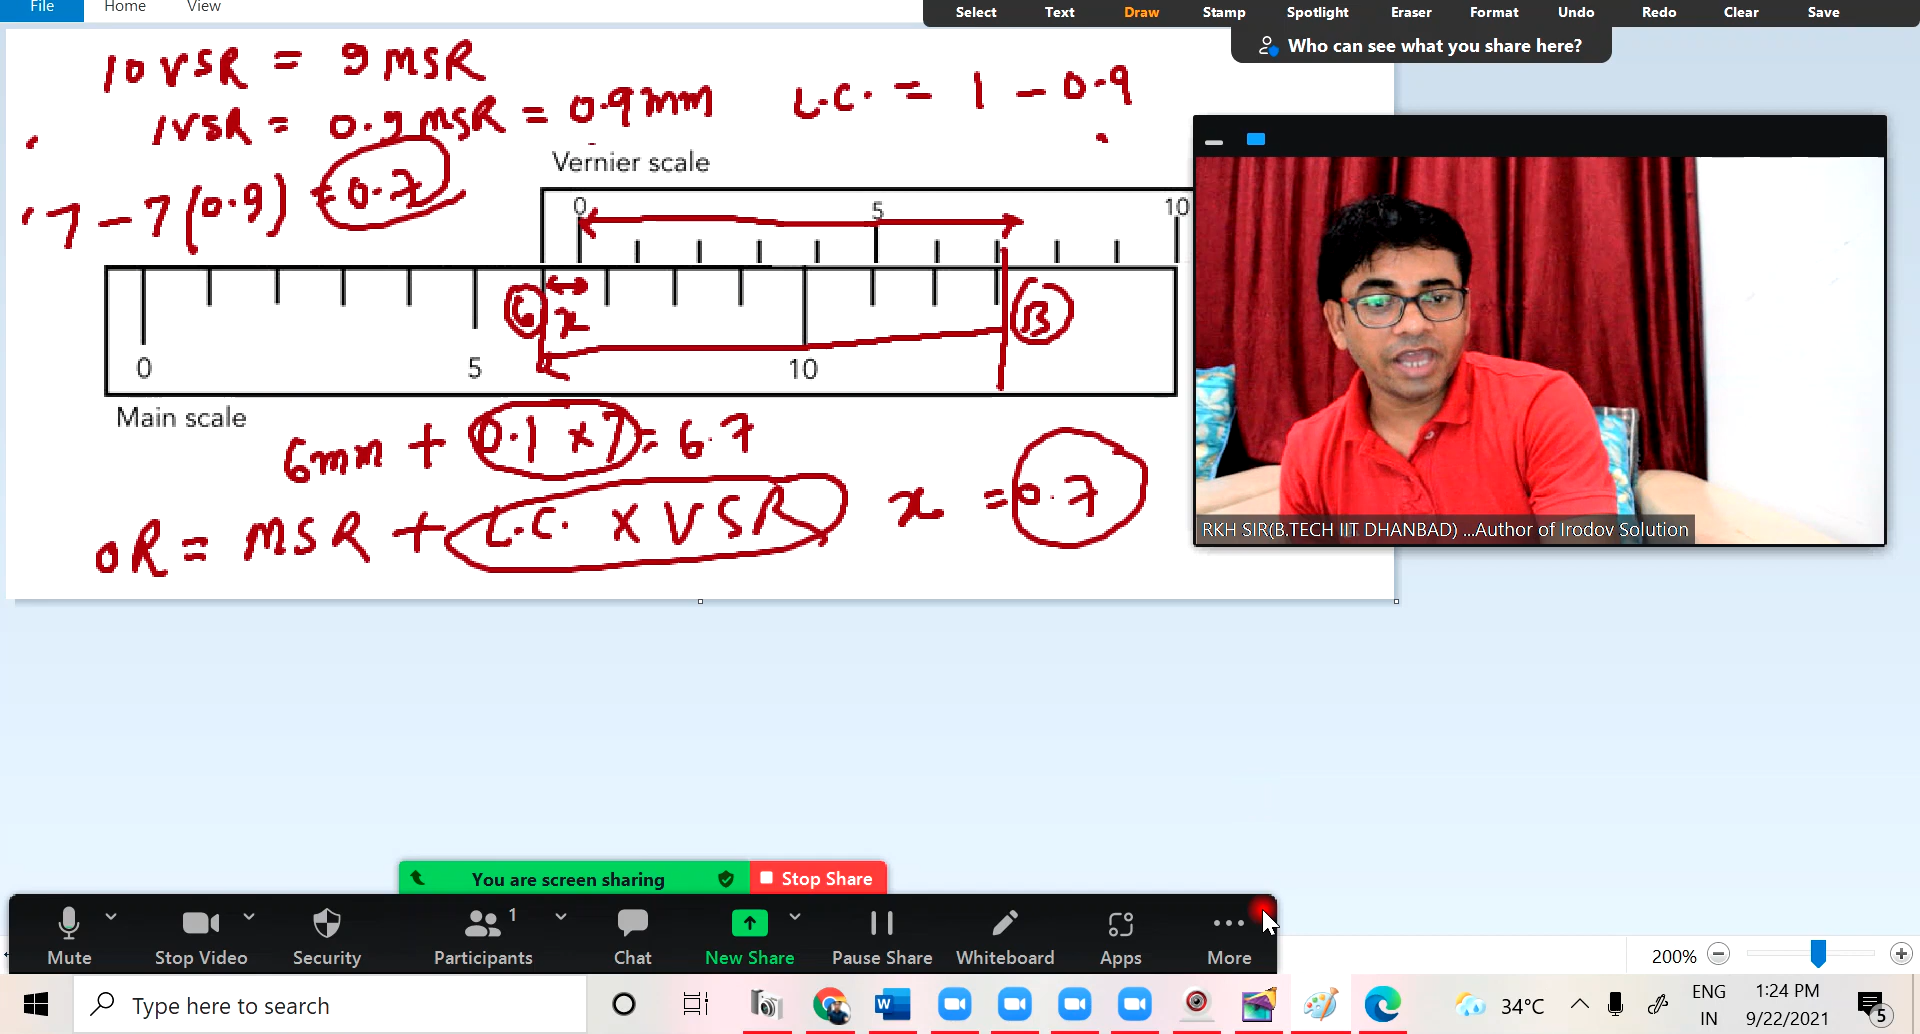 File Home View
Select Text Draw Stamp Spotlight Eraser Format Undo Redo Clear Save
Who can see what you share here?
10 VSR = 9 MSR
1 VSR = 0.9 MSR = 0.9 mm
L.C. = 1 - 0.9
7 - 7(0.9) = 0.7
Vernier scale
0 5 10
6 x 13
0 5 10
Main scale
6mm + 0.1 x 7 = 6.7
OR = MSR + L.C. X VSR
x = 0.7
RKH SIR(B.TECH IIT DHANBAD) ...Author of Irodov Solution
You are screen sharing Stop Share
1
Mute Stop Video Security Participants Chat New Share Pause Share Whiteboard Apps More
200%
Type here to search
34°C
ENG
IN
1:24 PM
9/22/2021
5